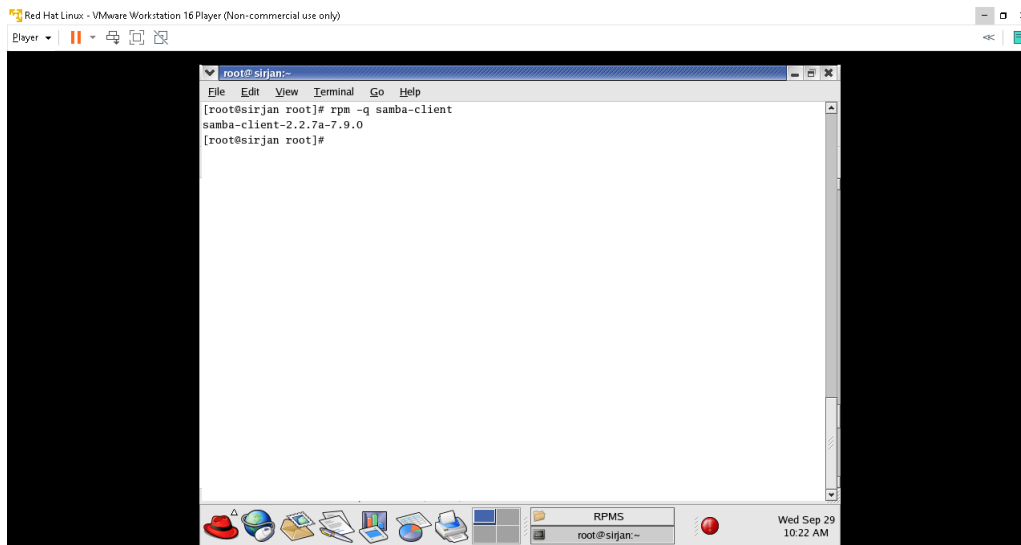 Red Hat Linux - VMware Workstation 16 Player (Non-commercial use only)
Player
root@sirjan:~
File Edit View Terminal Go Help
[root@sirjan root]# rpm -q samba-client
samba-client-2.2.7a-7.9.0
[root@sirjan root]#
RPMS
root@sirjan:~
Wed Sep 29
10:22 AM